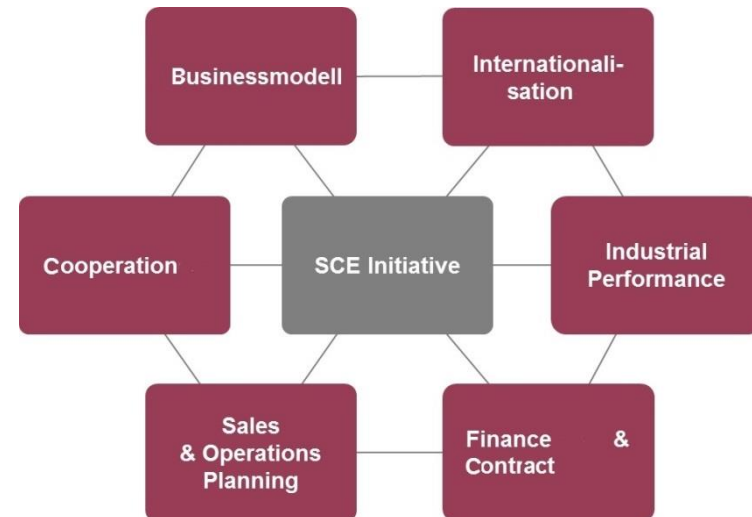 Businessmodell
Internationali-
sation
Cooperation
SCE Initiative
Industrial
Performance
Sales
& Operations
Planning
Finance &
Contract